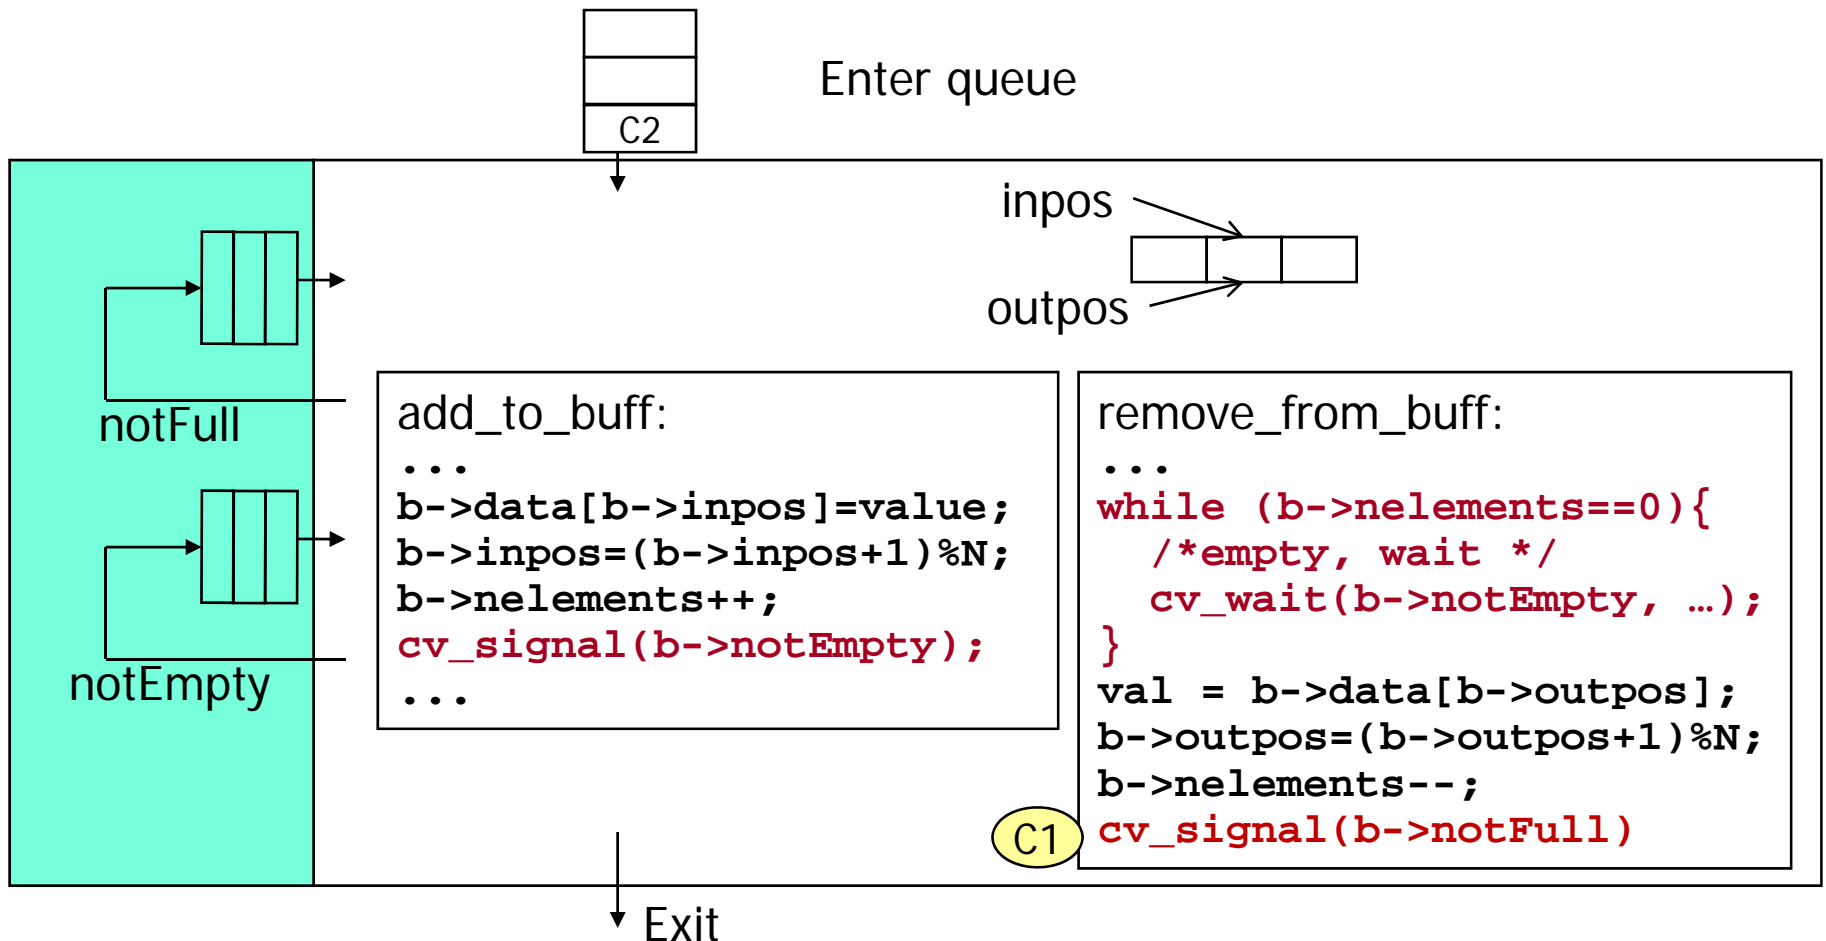 Enter queue
C2
inpos
outpos
notFull
notEmpty
add_to_buff:
...
b->data[b->inpos]=value;
b->inpos=(b->inpos+1)%N;
b->nelements++;
cv_signal(b->notEmpty);
...
remove_from_buff:
...
while (b->nelements==0){
/*empty, wait */
cv_wait(b->notEmpty, …);
}
val = b->data[b->outpos];
b->outpos=(b->outpos+1)%N;
b->nelements--;
cv_signal(b->notFull)
C1
Exit